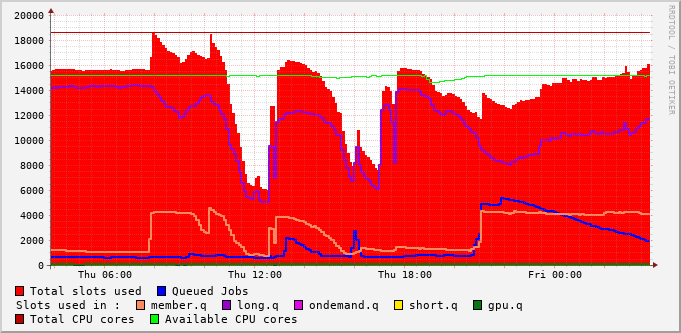 20000
18000
16000
14000
12000
10000
8000
6000
4000
2000
0
Thu 06:00 Thu 12:00 Thu 18:00 Fri 00:00
RRDTOOL / TOBI OETIKER
Total slots used Queued Jobs
Slots used in : member.q long.q ondemand.q short.q gpu.q
Total CPU cores Available CPU cores